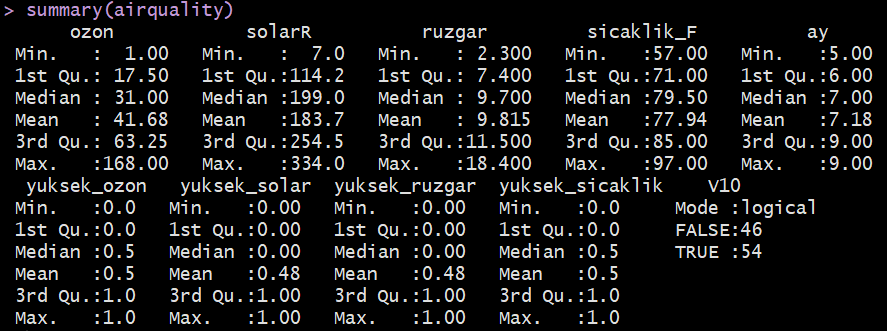 > summary(airquality)
ozon solarR ruzgar sicaklik_F ay
Min. : 1.00 Min. : 7.0 Min. : 2.300 Min. :57.00 Min. :5.00
1st Qu.: 17.50 1st Qu.:114.2 1st Qu.: 7.400 1st Qu.:71.00 1st Qu.:6.00
Median : 31.00 Median :199.0 Median : 9.700 Median :79.50 Median :7.00
Mean : 41.68 Mean :183.7 Mean : 9.815 Mean :77.94 Mean :7.18
3rd Qu.: 63.25 3rd Qu.:254.5 3rd Qu.:11.500 3rd Qu.:85.00 3rd Qu.:9.00
Max. :168.00 Max. :334.0 Max. :18.400 Max. :97.00 Max. :9.00
yuksek_ozon yuksek_solar yuksek_ruzgar yuksek_sicaklik V10
Min. :0.0 Min. :0.00 Min. :0.00 Min. :0.0 Mode :logical
1st Qu.:0.0 1st Qu.:0.00 1st Qu.:0.00 1st Qu.:0.0 FALSE:46
Median :0.5 Median :0.00 Median :0.00 Median :0.5 TRUE :54
Mean :0.5 Mean :0.48 Mean :0.48 Mean :0.5
3rd Qu.:1.0 3rd Qu.:1.00 3rd Qu.:1.00 3rd Qu.:1.0
Max. :1.0 Max. :1.00 Max. :1.00 Max. :1.0